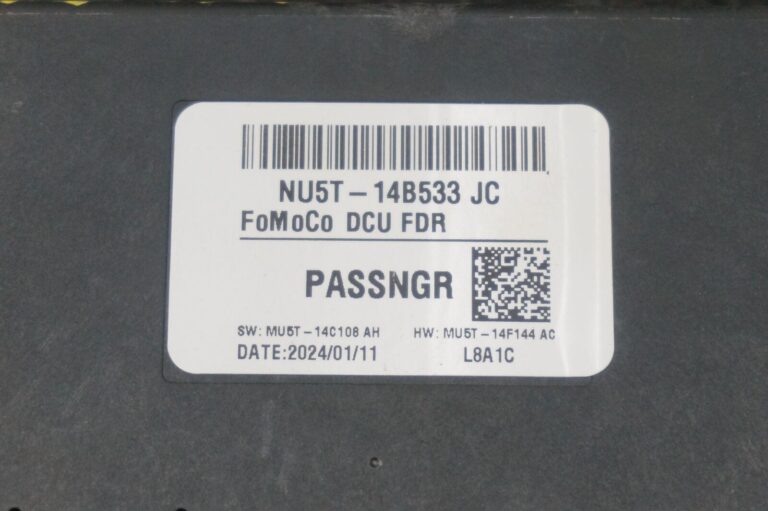 NU5T-14B533 JC
FoMoCo DCU FDR
PASSNGR
SW: MU5T-14C108 AH HW: MU5T-14F144 AC
DATE:2024/01/11 L8A1C